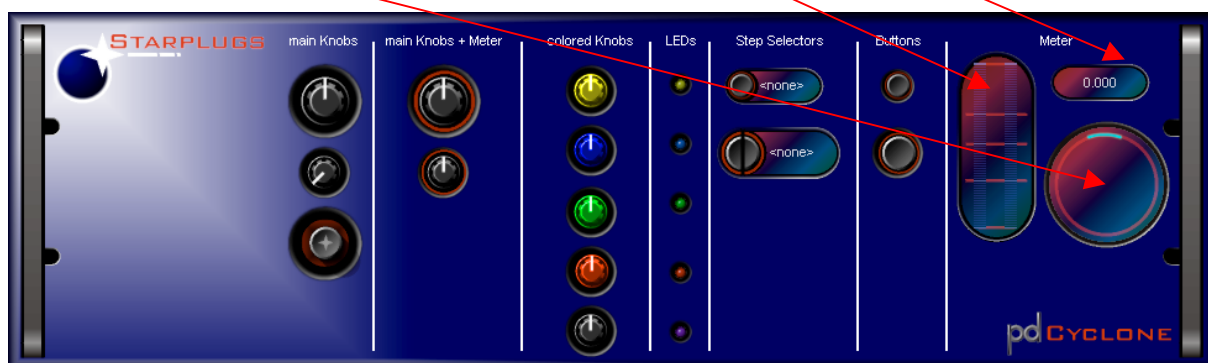 STARPLUGS
main Knobs
main Knobs + Meter
colored Knobs
LEDs
Step Selectors
Buttons
Meter
<none>
0.000
<none>
pd CYCLONE